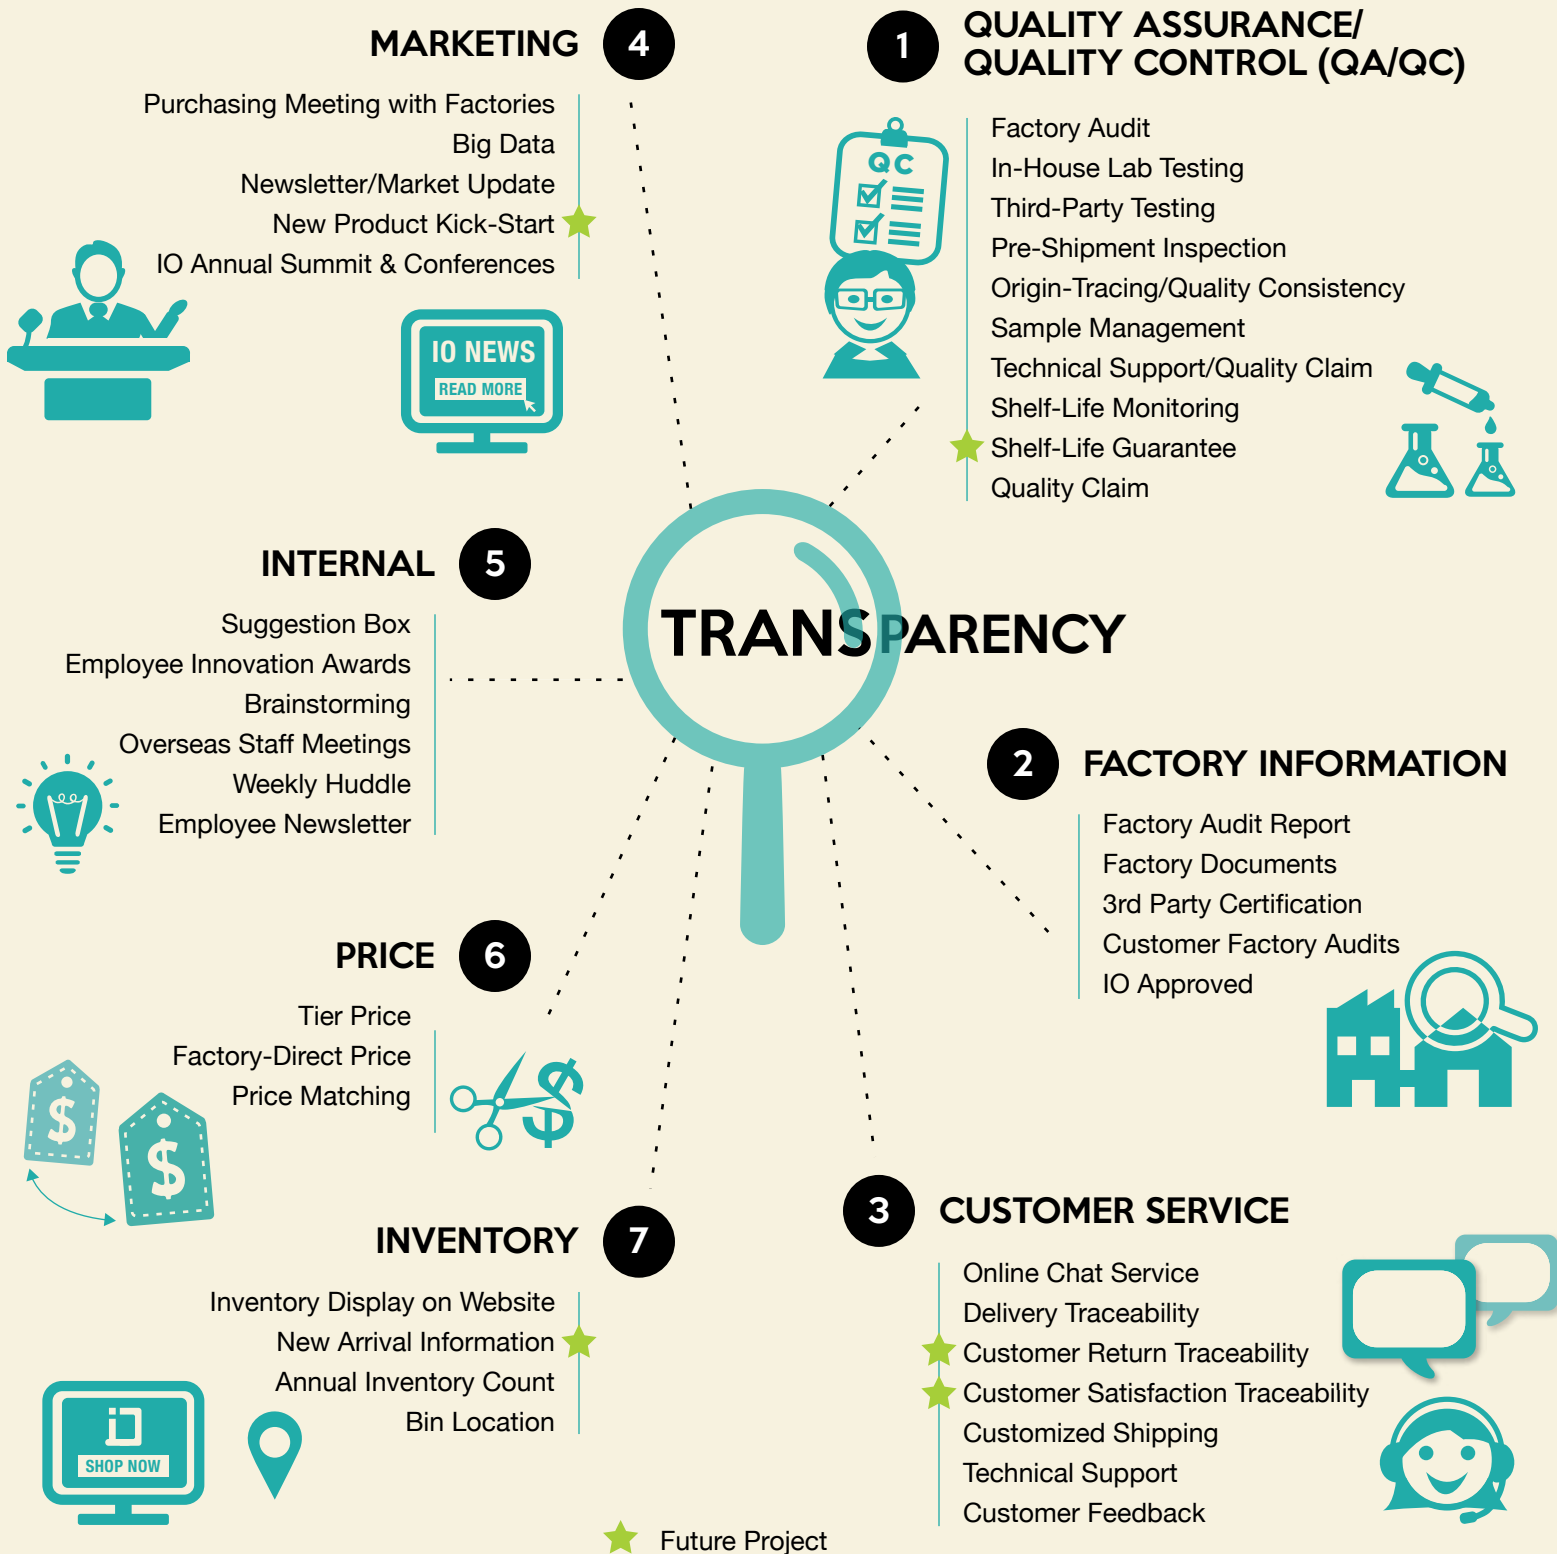 MARKETING
4
Purchasing Meeting with Factories
Big Data
Newsletter/Market Update
New Product Kick-Start
IO Annual Summit & Conferences
IO NEWS
READ MORE
1
QUALITY ASSURANCE/
QUALITY CONTROL (QA/QC)
QC
Factory Audit
In-House Lab Testing
Third-Party Testing
Pre-Shipment Inspection
Origin-Tracing/Quality Consistency
Sample Management
Technical Support/Quality Claim
Shelf-Life Monitoring
Shelf-Life Guarantee
Quality Claim
TRANSPARENCY
INTERNAL
5
Suggestion Box
Employee Innovation Awards
Brainstorming
Overseas Staff Meetings
Weekly Huddle
Employee Newsletter
2
FACTORY INFORMATION
Factory Audit Report
Factory Documents
3rd Party Certification
Customer Factory Audits
IO Approved
PRICE
6
Tier Price
Factory-Direct Price
Price Matching
$
$
$
INVENTORY
7
Inventory Display on Website
New Arrival Information
Annual Inventory Count
Bin Location
iO
SHOP NOW
3
CUSTOMER SERVICE
Online Chat Service
Delivery Traceability
Customer Return Traceability
Customer Satisfaction Traceability
Customized Shipping
Technical Support
Customer Feedback
Future Project